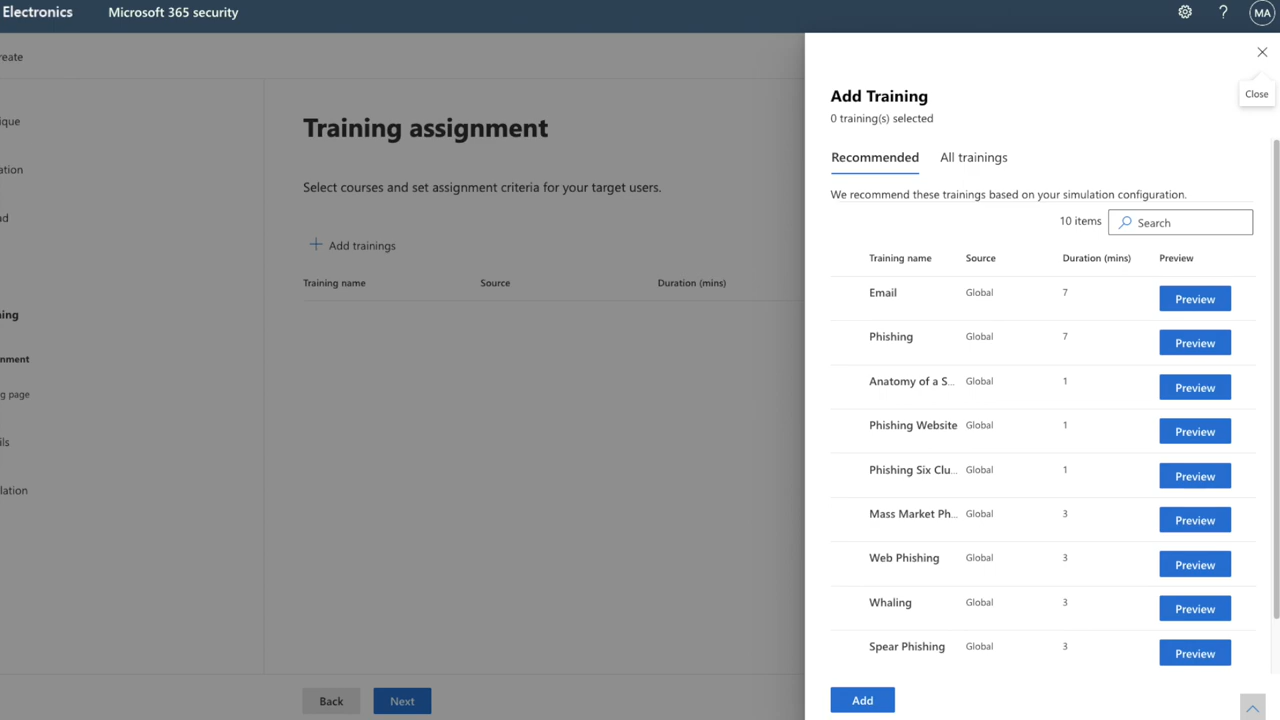 Electronics Microsoft 365 security ? MA
reate
ique
ation
ad
ning
nment
g page
ils
lation
Training assignment
Select courses and set assignment criteria for your target users.
+ Add trainings
Training name Source Duration (mins)
Back Next
Close
Add Training
0 training(s) selected
Recommended All trainings
We recommend these trainings based on your simulation configuration.
10 items Search
Training name Source Duration (mins) Preview
Email Global 7 Preview
Phishing Global 7 Preview
Anatomy of a S... Global 1 Preview
Phishing Website Global 1 Preview
Phishing Six Clu... Global 1 Preview
Mass Market Ph... Global 3 Preview
Web Phishing Global 3 Preview
Whaling Global 3 Preview
Spear Phishing Global 3 Preview
Add